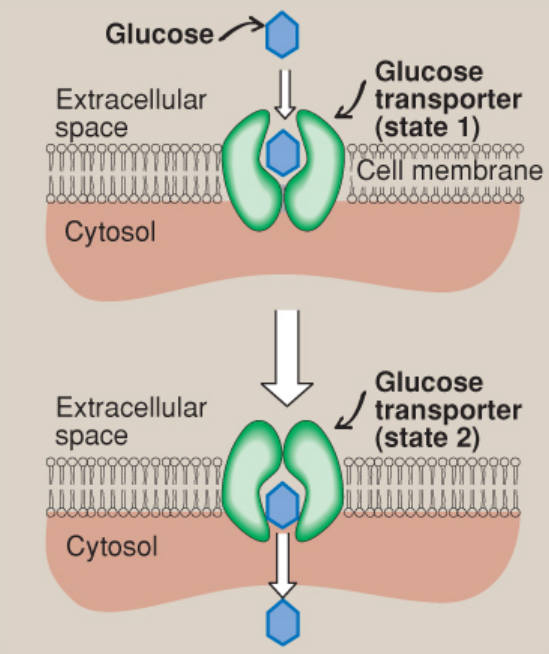 Glucose
Glucose
transporter
(state 1)
Extracellular
space
Cell membrane
Cytosol
Glucose
transporter
(state 2)
Extracellular
space
Cytosol